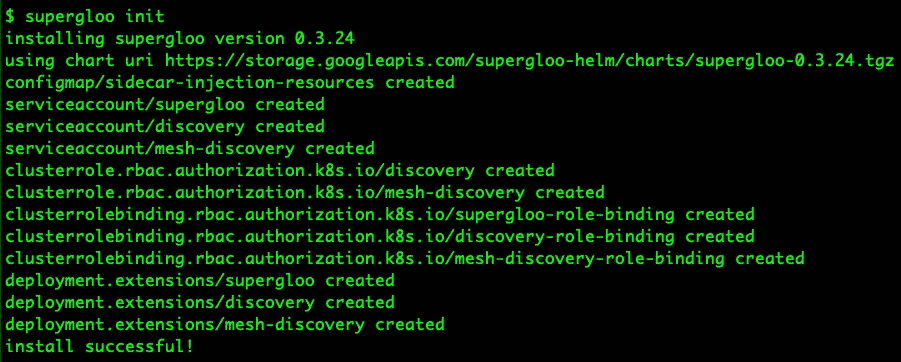 $ supergloo init
installing supergloo version 0.3.24
using chart uri https://storage.googleapis.com/supergloo-helm/charts/supergloo-0.3.24.tgz
configmap/sidecar-injection-resources created
serviceaccount/supergloo created
serviceaccount/discovery created
serviceaccount/mesh-discovery created
clusterrole.rbac.authorization.k8s.io/discovery created
clusterrole.rbac.authorization.k8s.io/mesh-discovery created
clusterrolebinding.rbac.authorization.k8s.io/supergloo-role-binding created
clusterrolebinding.rbac.authorization.k8s.io/discovery-role-binding created
clusterrolebinding.rbac.authorization.k8s.io/mesh-discovery-role-binding created
deployment.extensions/supergloo created
deployment.extensions/discovery created
deployment.extensions/mesh-discovery created
install successful!